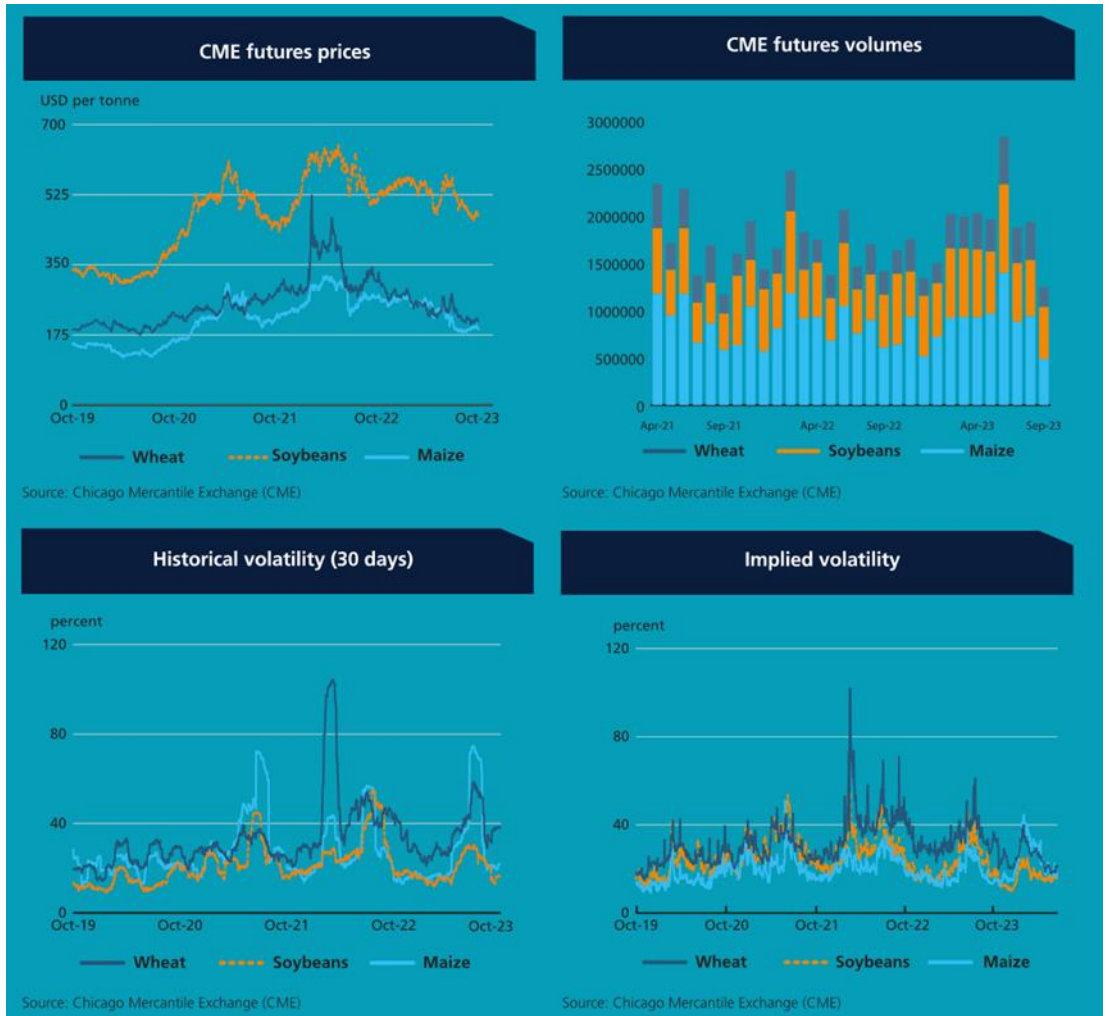 CME futures prices
USD per tonne
700
525
350
175
0
Oct-19 Oct-20 Oct-21 Oct-22 Oct-23
Wheat Soybeans Maize
Source: Chicago Mercantile Exchange (CME)
CME futures volumes
3000000
2500000
2000000
1500000
1000000
500000
0
Apr-21 Sep-21 Apr-22 Sep-22 Apr-23 Sep-23
Wheat Soybeans Maize
Source: Chicago Mercantile Exchange (CME)
Historical volatility (30 days)
percent
120
80
40
0
Oct-19 Oct-20 Oct-21 Oct-22 Oct-23
Wheat Soybeans Maize
Source: Chicago Mercantile Exchange (CME)
Implied volatility
percent
120
80
40
0
Oct-19 Oct-20 Oct-21 Oct-22 Oct-23
Wheat Soybeans Maize
Source: Chicago Mercantile Exchange (CME)